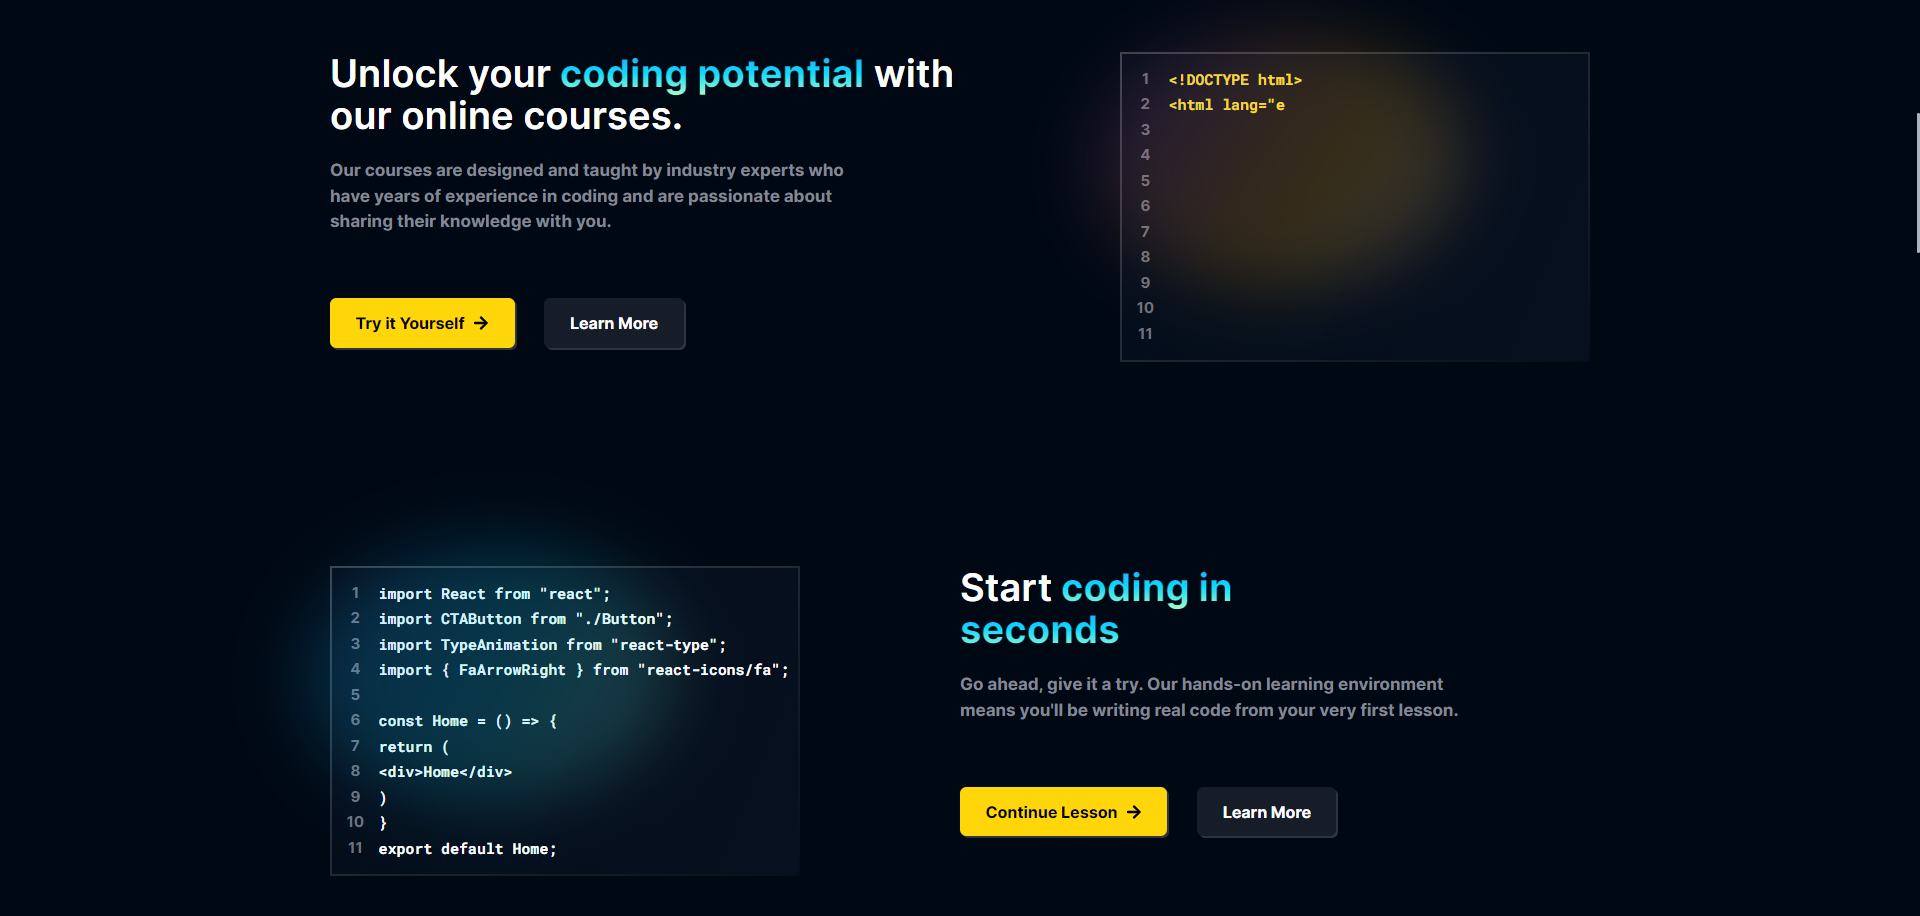 Unlock your coding potential with
our online courses.
Our courses are designed and taught by industry experts who
have years of experience in coding and are passionate about
sharing their knowledge with you.
Try it Yourself
Learn More
1 <!DOCTYPE html>
2 <html lang="e
3
4
5
6
7
8
9
10
11
1 import React from "react";
2 import CTAButton from "./Button";
3 import TypeAnimation from "react-type";
4 import { FaArrowRight } from "react-icons/fa";
5
6 const Home = () => {
7 return (
8 <div>Home</div>
9 )
10 }
11 export default Home;
Start coding in
seconds
Go ahead, give it a try. Our hands-on learning environment
means you'll be writing real code from your very first lesson.
Continue Lesson
Learn More